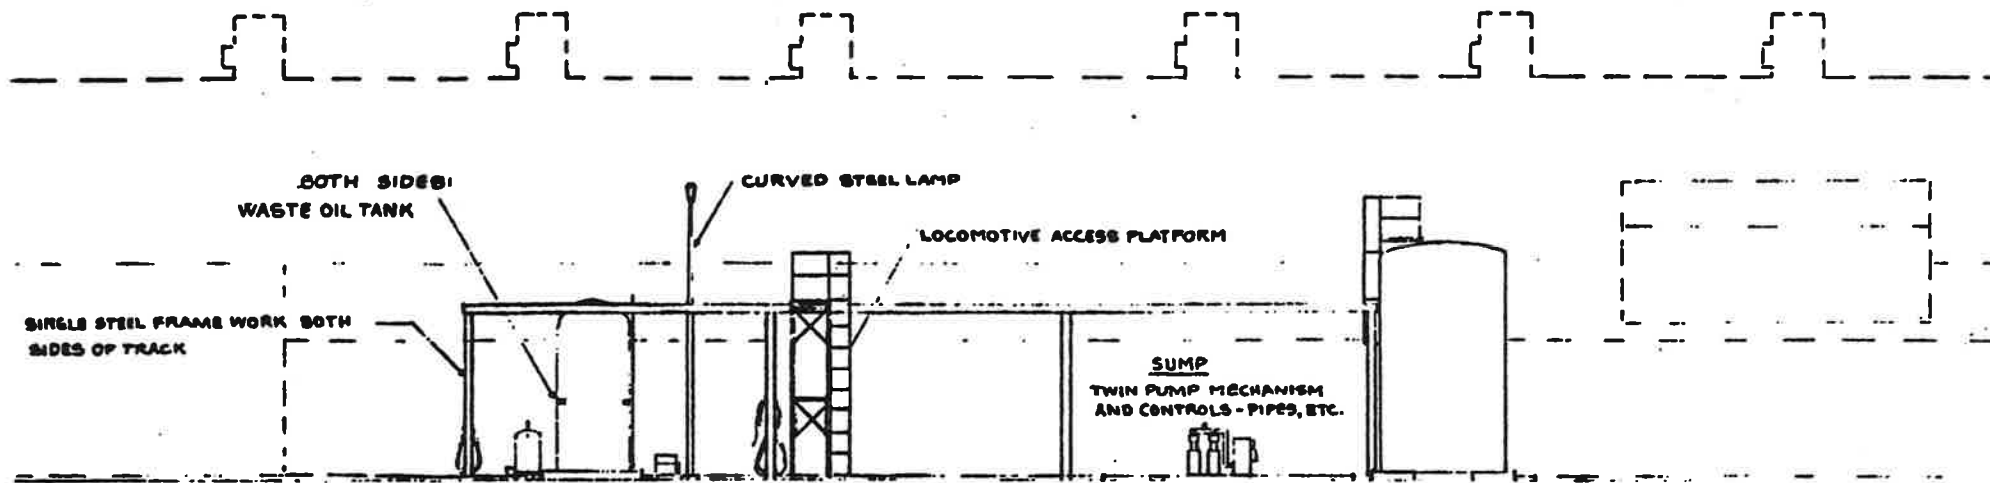 BOTH SIDES!
WASTE OIL TANK
CURVED STEEL LAMP
LOCOMOTIVE ACCESS PLATFORM
SINGLE STEEL FRAME WORK BOTH
SIDES OF TRACK
SUMP
TWIN PUMP MECHANISM
AND CONTROLS - PIPES, ETC.